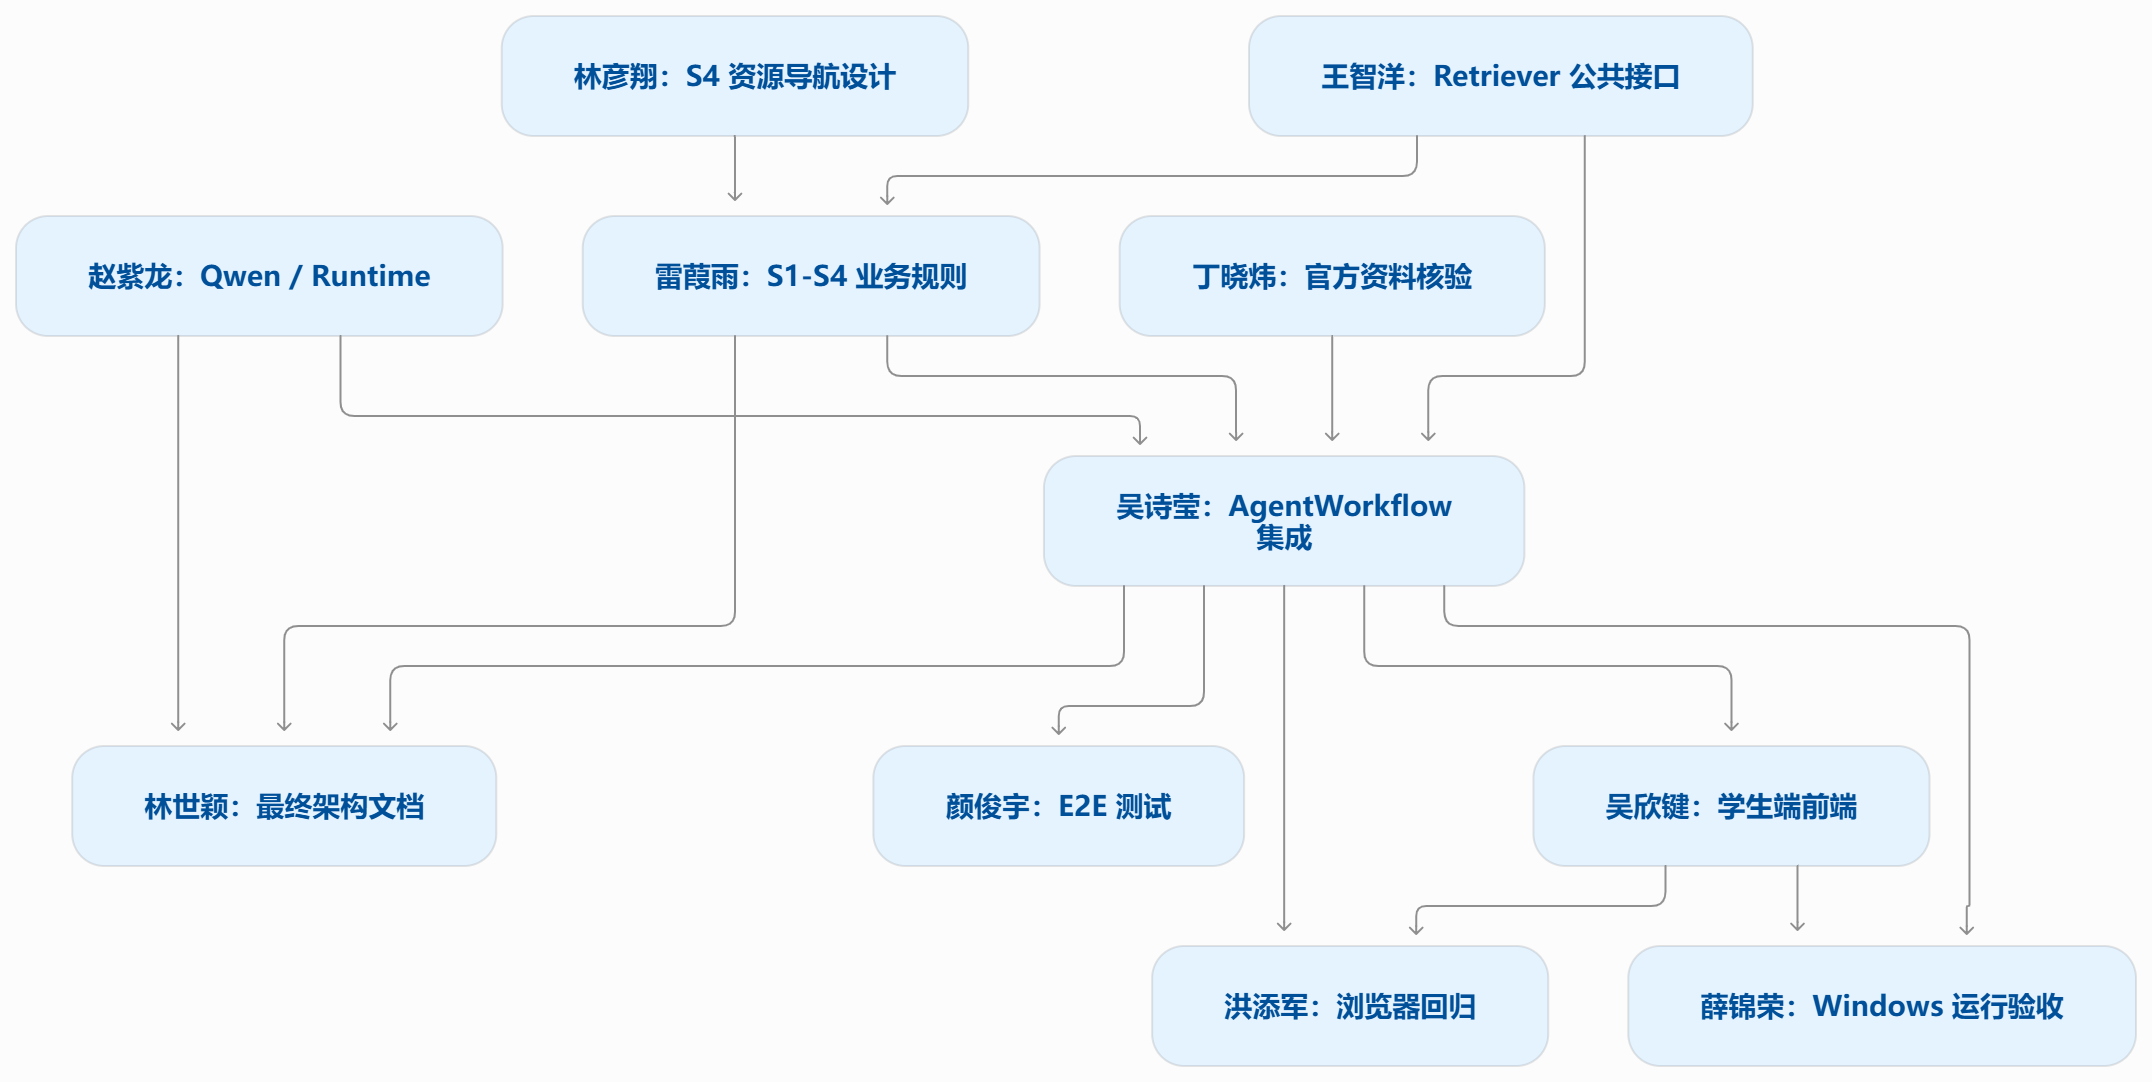 林彦翔：S4 资源导航设计
王智洋：Retriever 公共接口
赵紫龙：Qwen / Runtime
雷葭雨：S1-S4 业务规则
丁晓炜：官方资料核验
吴诗莹：AgentWorkflow
集成
林世颖：最终架构文档
颜俊宇：E2E 测试
吴欣键：学生端前端
洪添军：浏览器回归
薛锦荣：Windows 运行验收